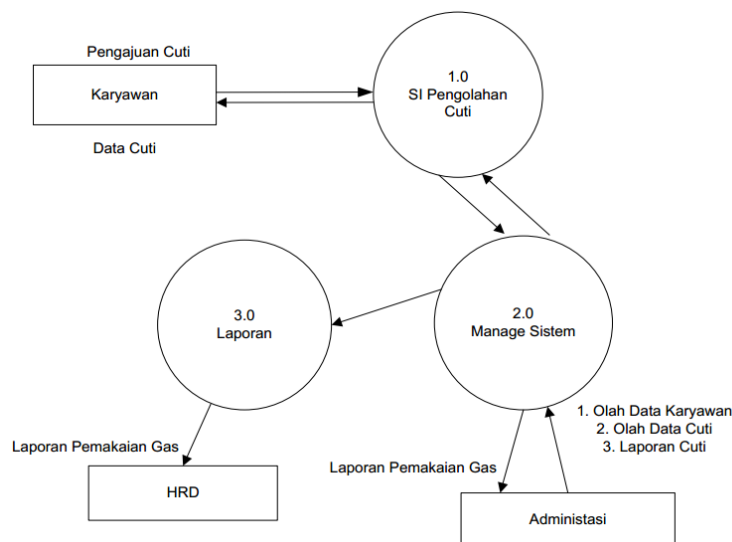 Pengajuan Cuti
Karyawan
Data Cuti
1.0
SI Pengolahan
Cuti
3.0
Laporan
2.0
Manage Sistem
1. Olah Data Karyawan
2. Olah Data Cuti
3. Laporan Cuti
Laporan Pemakaian Gas
HRD
Laporan Pemakaian Gas
Administasi